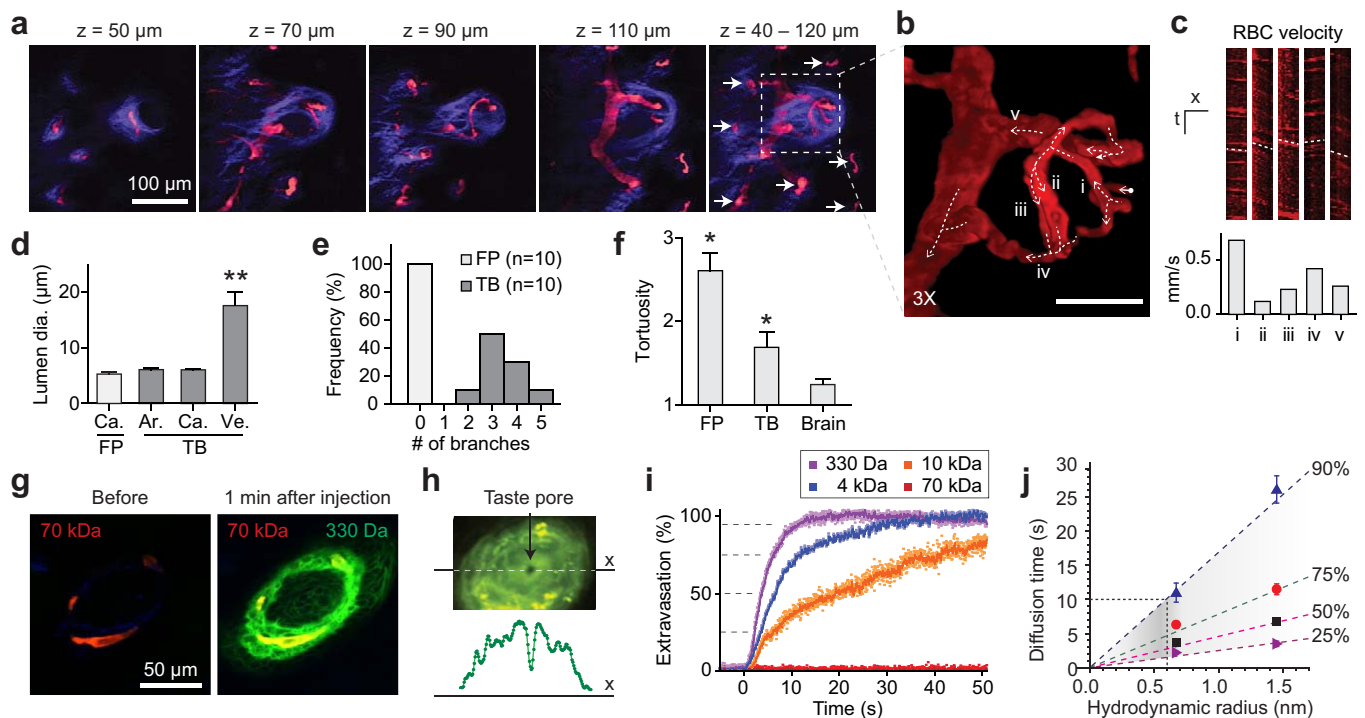 a
z = 50 µm
z = 70 µm
z = 90 µm
z = 110 µm
z = 40 – 120 µm
100 µm
b
v
i
ii
iii
iv
3X
c
RBC velocity
x
t
mm/s
0.5
0.0
i ii iii iv v
d
Lumen dia. (µm)
20
10
0
**
Ca. Ar. Ca. Ve.
FP TB
e
Frequency (%)
100
80
60
40
20
0
FP (n=10)
TB (n=10)
0 1 2 3 4 5
# of branches
f
Tortuosity
3
2
1
*
*
FP TB Brain
g
Before
1 min after injection
70 kDa
70 kDa 330 Da
50 µm
h
Taste pore
x
x
i
330 Da 10 kDa
4 kDa 70 kDa
Extravasation (%)
100
50
0
0 10 20 30 40 50
Time (s)
j
Diffusion time (s)
30
25
20
15
10
5
0
90%
75%
50%
25%
0.0 0.5 1.0 1.5
Hydrodynamic radius (nm)